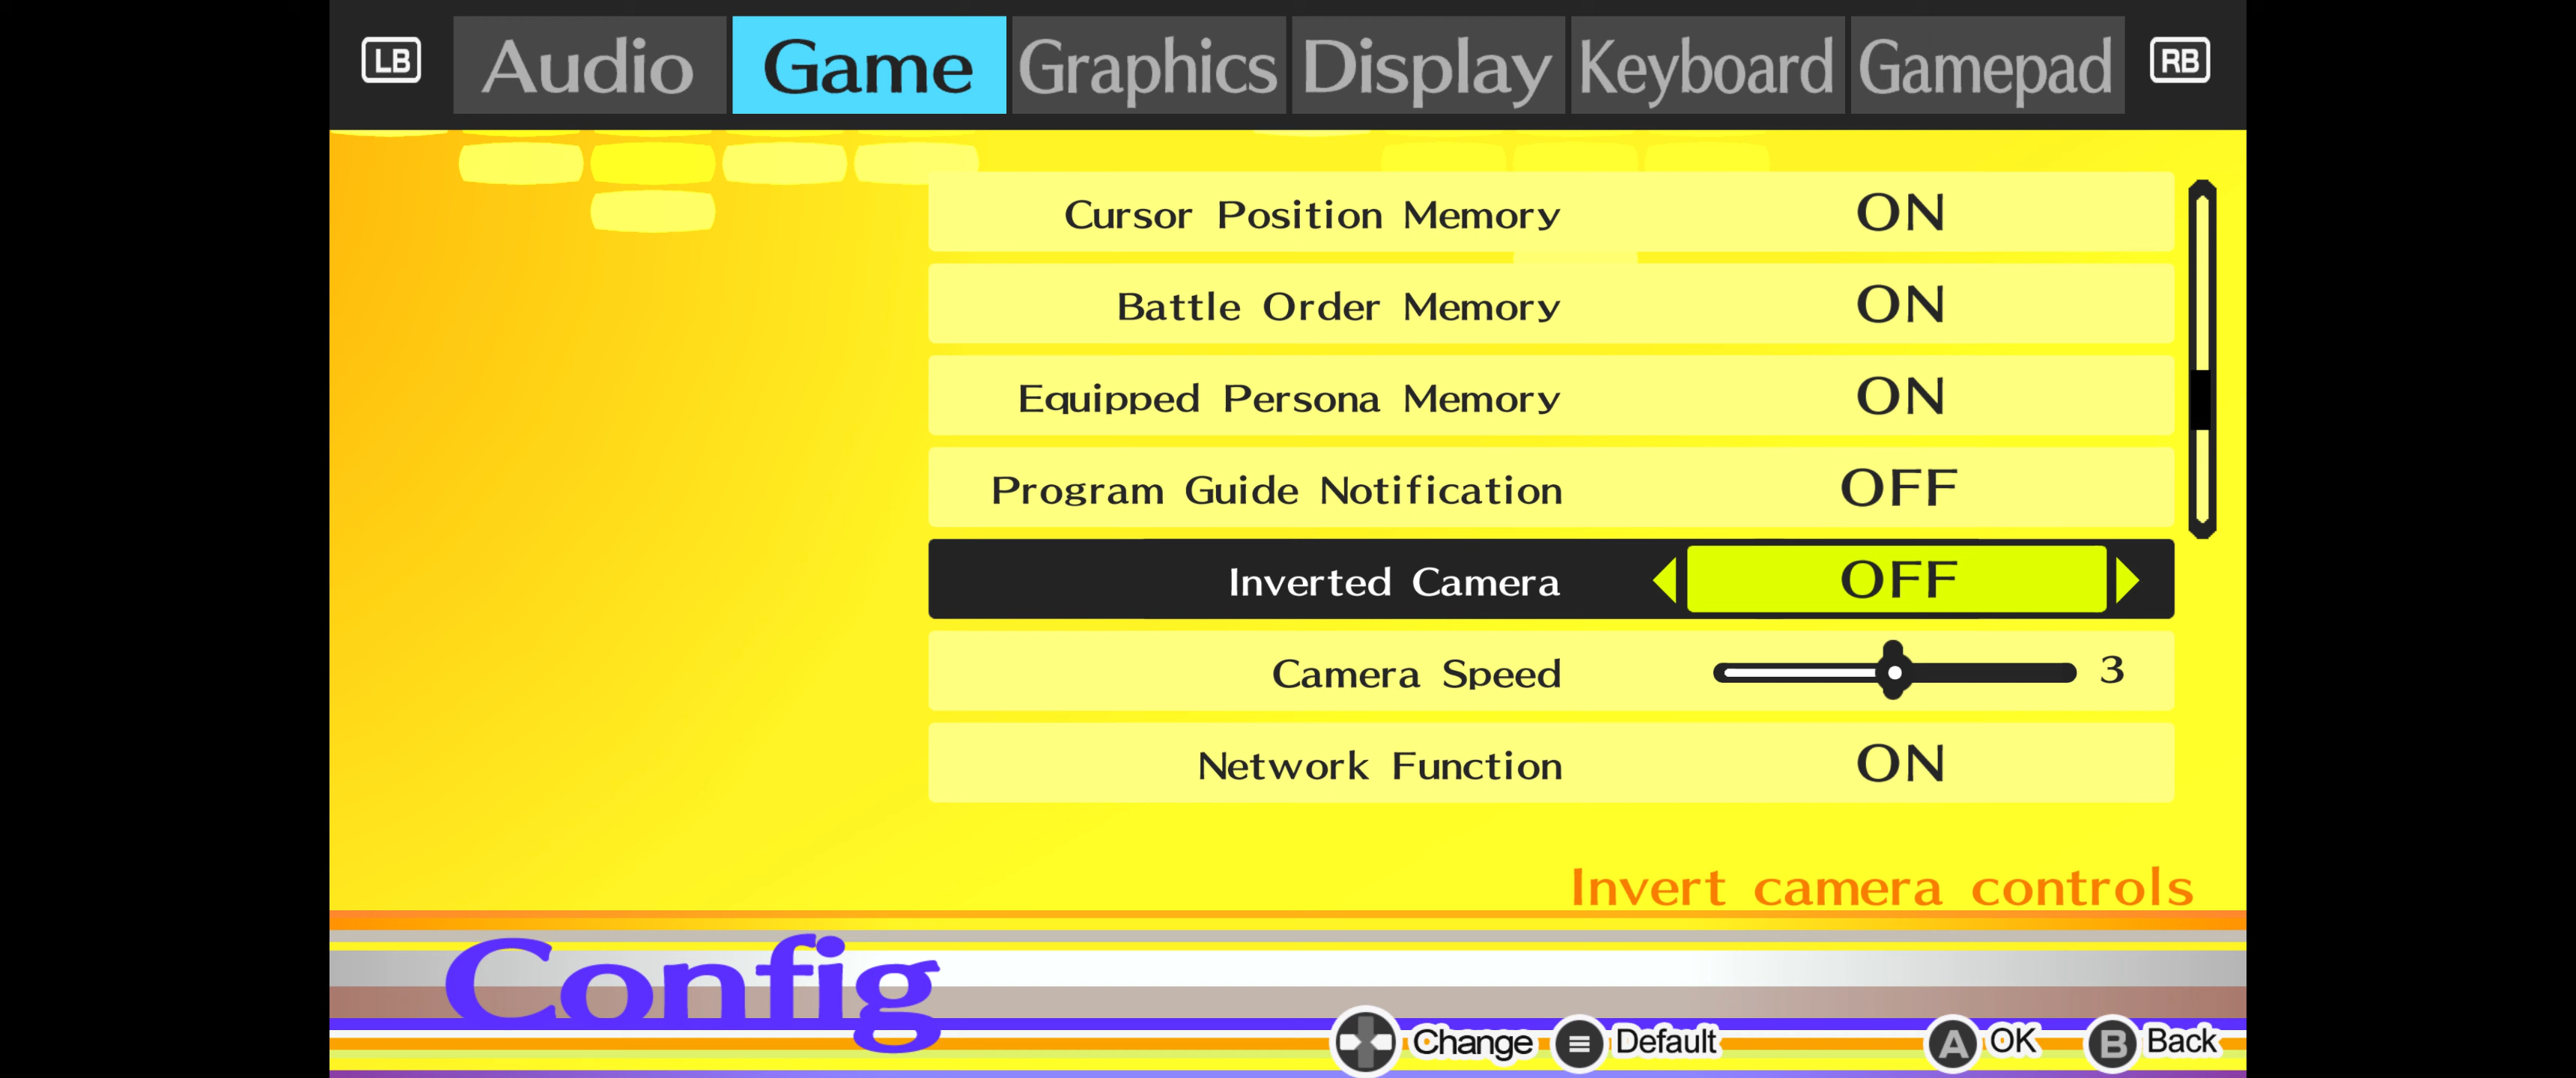 LB Audio Game Graphics Display Keyboard Gamepad RB
Cursor Position Memory ON
Battle Order Memory ON
Equipped Persona Memory ON
Program Guide Notification OFF
Inverted Camera OFF
Camera Speed 3
Network Function ON
Invert camera controls
Config
Change Default A OK B Back